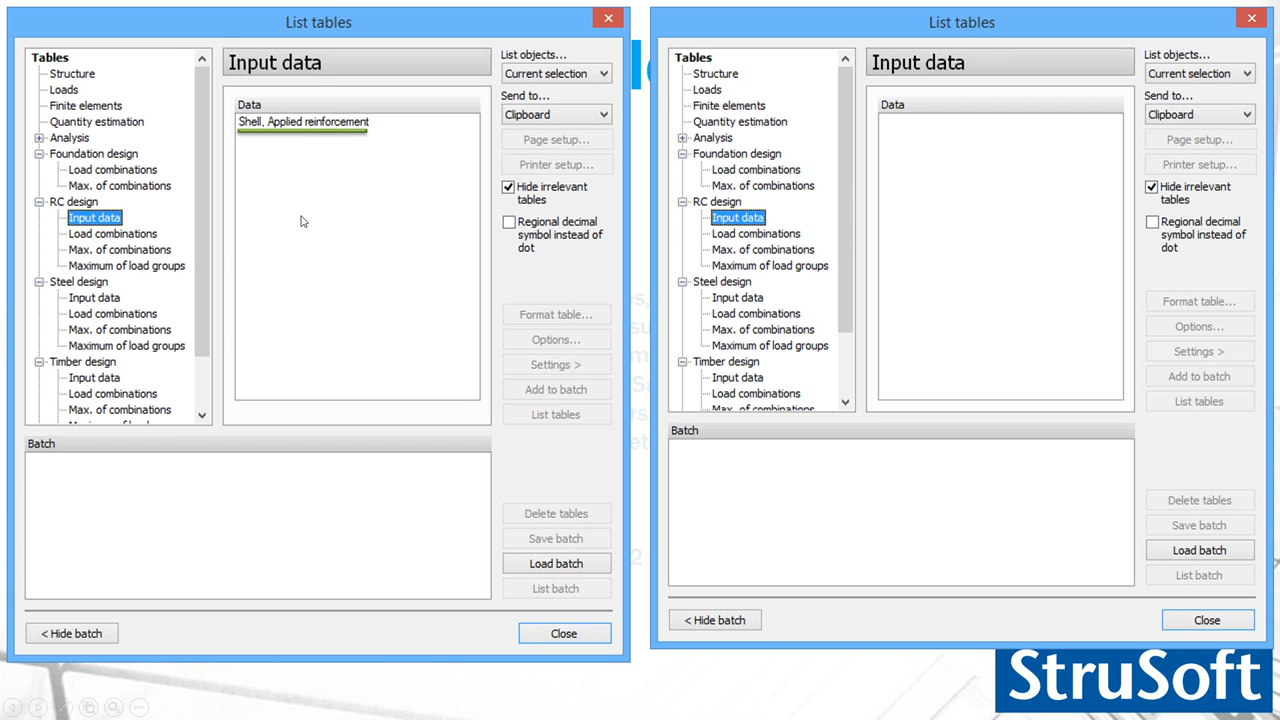 List tables
Tables
Structure
Loads
Finite elements
Quantity estimation
Analysis
Foundation design
Load combinations
Max. of combinations
RC design
Input data
Load combinations
Max. of combinations
Maximum of load groups
Steel design
Input data
Load combinations
Max. of combinations
Maximum of load groups
Timber design
Input data
Load combinations
Max. of combinations
Input data
Data
Shell, Applied reinforcement
List objects...
Current selection
Send to...
Clipboard
Page setup...
Printer setup...
Hide irrelevant
tables
Regional decimal
symbol instead of
dot
Format table...
Options...
Settings >
Add to batch
List tables
Batch
Delete tables
Save batch
Load batch
List batch
< Hide batch
Close
List tables
Tables
Structure
Loads
Finite elements
Quantity estimation
Analysis
Foundation design
Load combinations
Max. of combinations
RC design
Input data
Load combinations
Max. of combinations
Maximum of load groups
Steel design
Input data
Load combinations
Max. of combinations
Maximum of load groups
Timber design
Input data
Load combinations
Max. of combinations
Input data
Data
List objects...
Current selection
Send to...
Clipboard
Page setup...
Printer setup...
Hide irrelevant
tables
Regional decimal
symbol instead of
dot
Format table...
Options...
Settings >
Add to batch
List tables
Batch
Delete tables
Save batch
Load batch
List batch
< Hide batch
Close
StruSoft